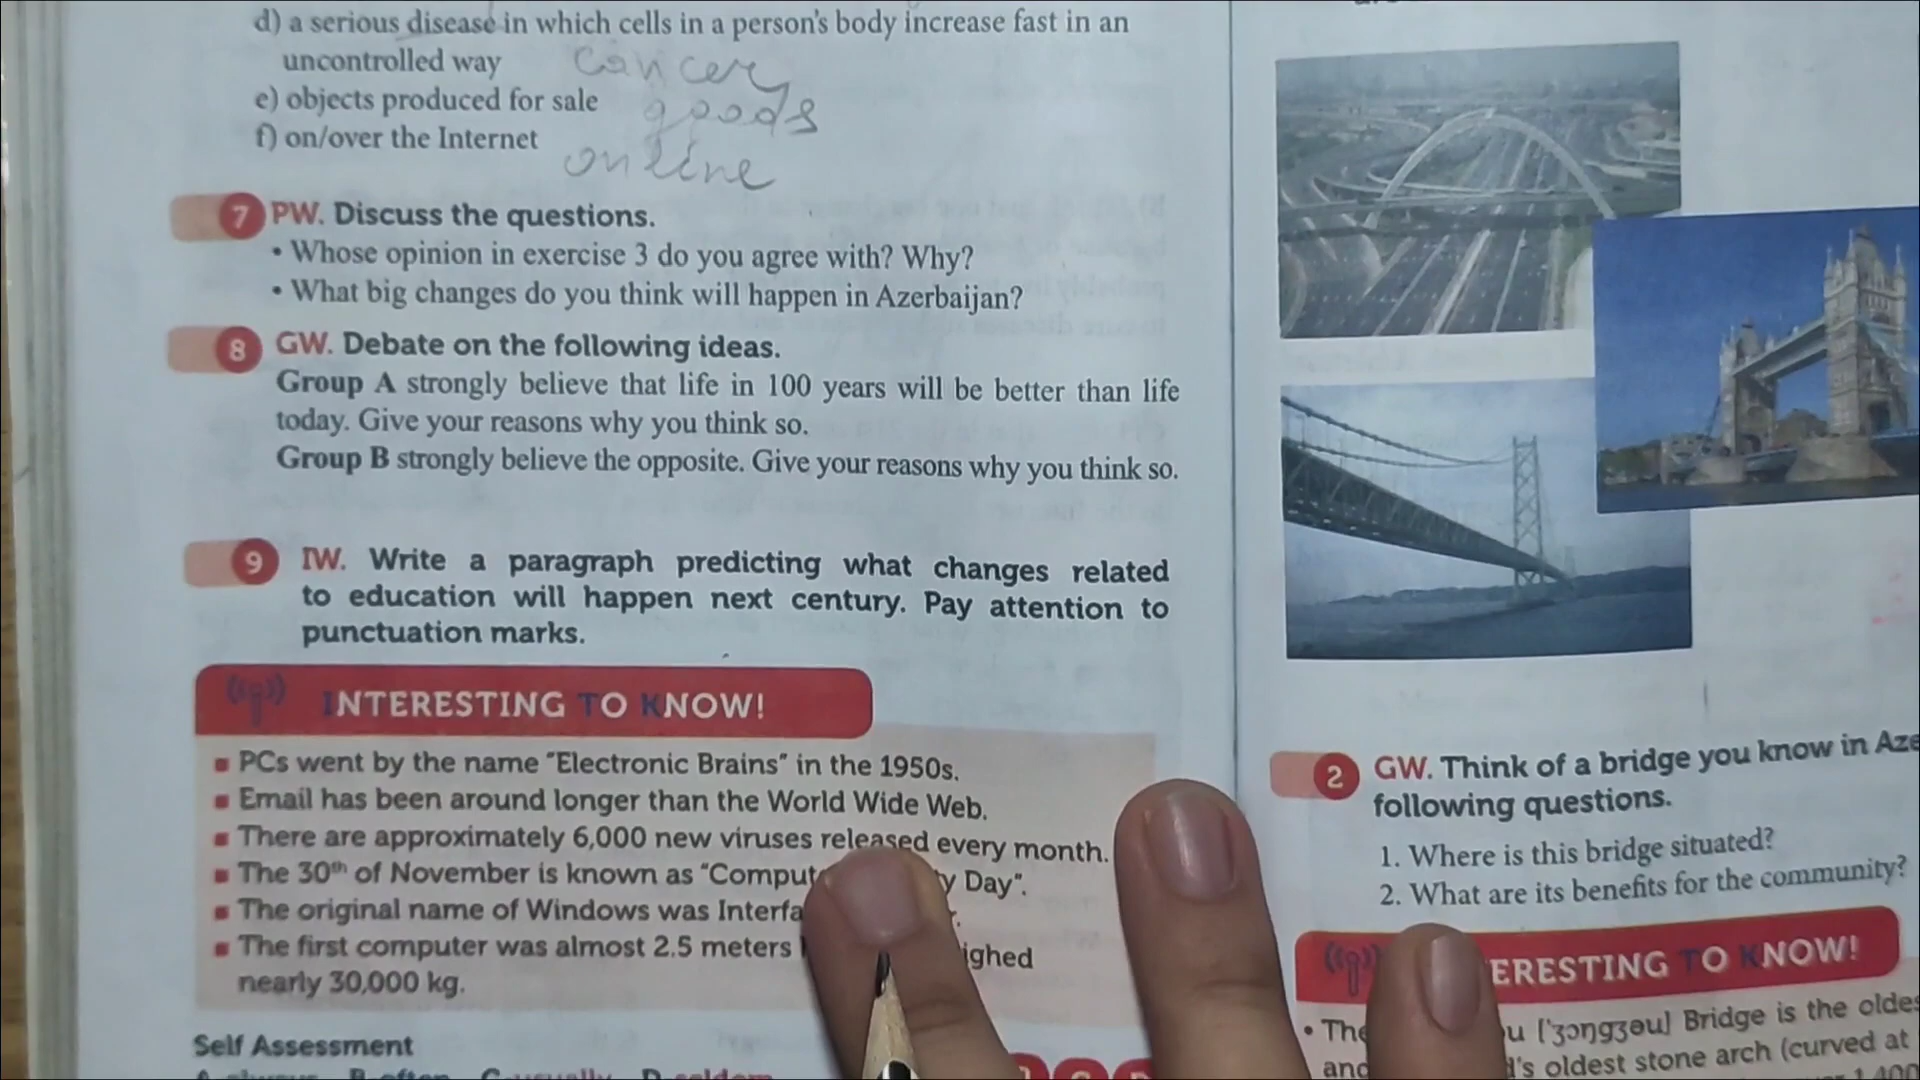 d) a serious disease in which cells in a person's body increase fast in an
uncontrolled way cancer
e) objects produced for sale goods
f) on/over the Internet
online
7 PW. Discuss the questions.
• Whose opinion in exercise 3 do you agree with? Why?
• What big changes do you think will happen in Azerbaijan?
8 GW. Debate on the following ideas.
Group A strongly believe that life in 100 years will be better than life
today. Give your reasons why you think so.
Group B strongly believe the opposite. Give your reasons why you think so.
9 IW. Write a paragraph predicting what changes related
to education will happen next century. Pay attention to
punctuation marks.
INTERESTING TO KNOW!
PCs went by the name "Electronic Brains" in the 1950s.
Email has been around longer than the World Wide Web.
There are approximately 6,000 new viruses released every month.
The 30th of November is known as "Day".
The original name of Windows was
The first computer was almost 2.5 meters
nearly 30,000 kg.
Self Assessment
2 GW. Think of a bridge you know in
following questions.
1. Where is this bridge situated?
2. What are its benefits for the community?
TO KNOW!
• Bridge is the
oldest stone arch (curved at